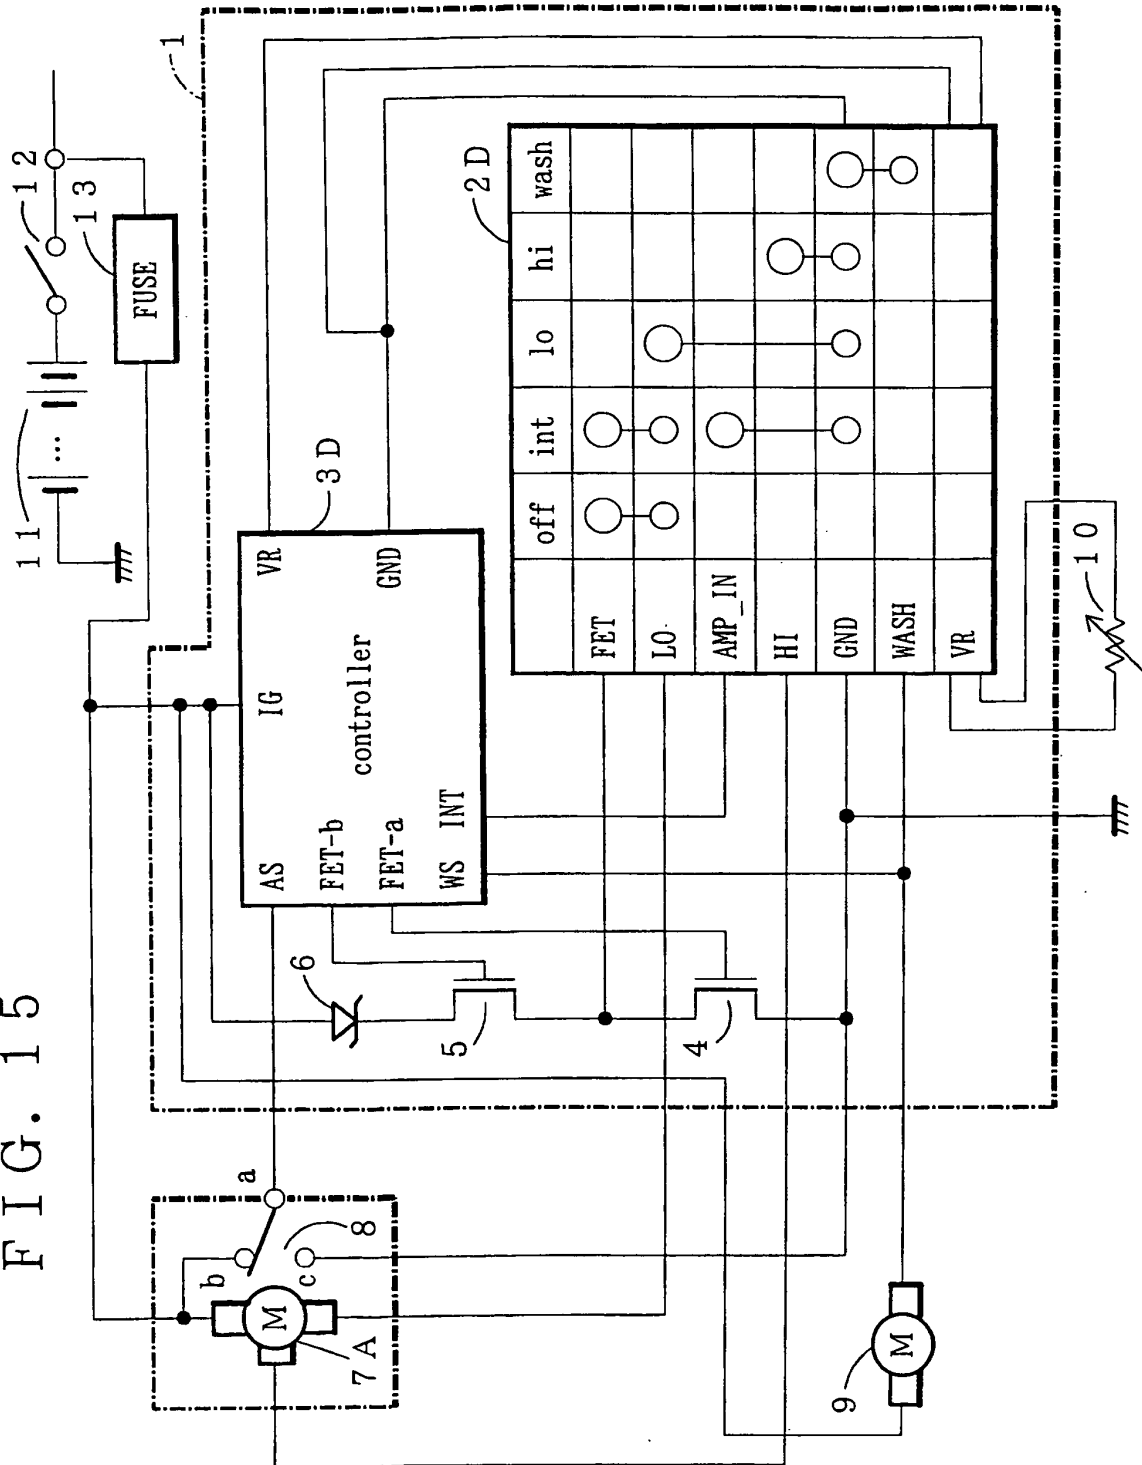 FIG. 15
11
12
13
FUSE
1
3D
VR
GND
IG
controller
AS
FET-b
FET-a
WS
INT
2D
off
int
lo
hi
wash
FET
LO
AMP_IN
HI
GND
WASH
VR
10
6
5
4
a
b
c
8
M
7A
M
9